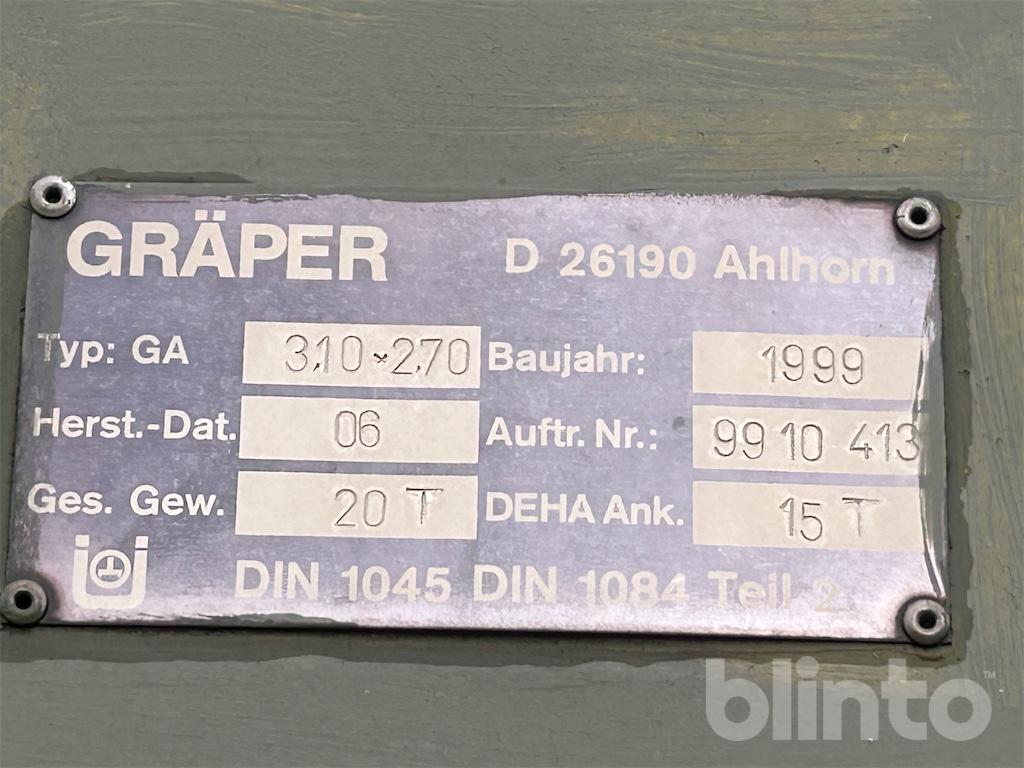 GRÄPER D 26190 Ahlhorn
Typ: GA 3,10 × 2,70 Baujahr: 1999
Herst.-Dat. 06 Auftr. Nr.: 99 10 413
Ges. Gew. 20 T DEHA Ank. 15 T
DIN 1045 DIN 1084 Teil 2
blinto™